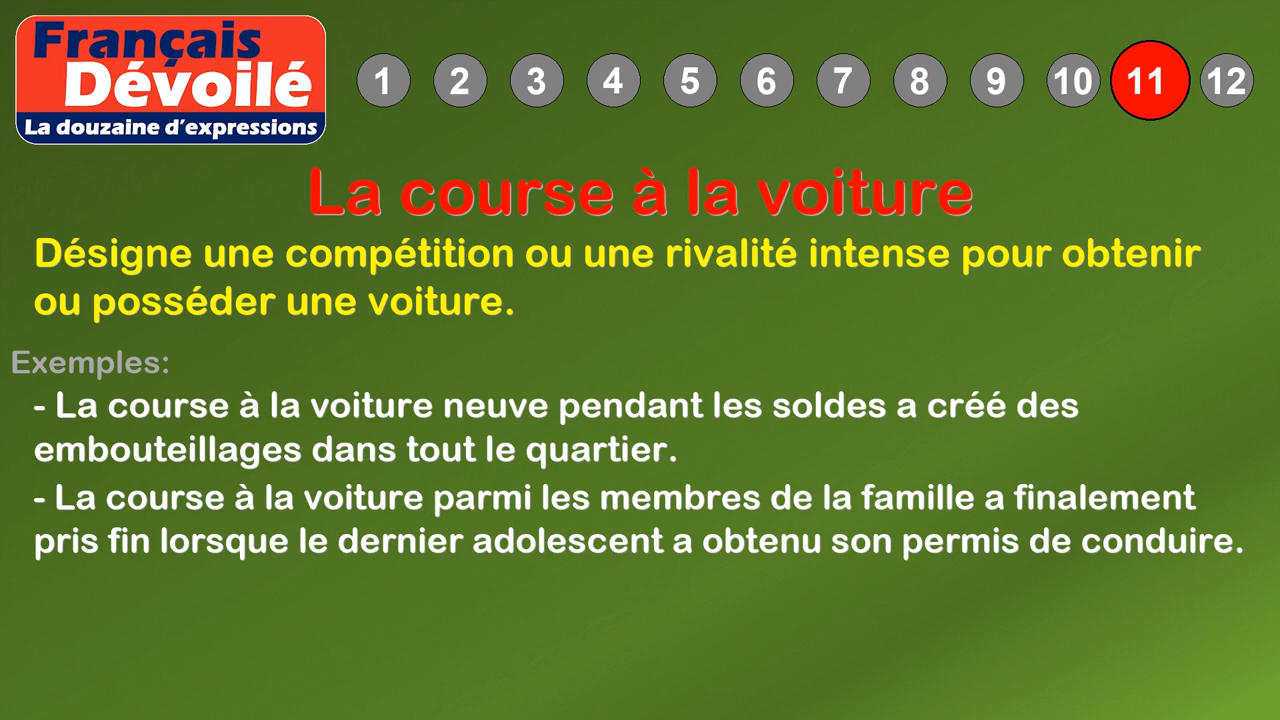 Français
Dévoilé
La douzaine d'expressions
1 2 3 4 5 6 7 8 9 10 11 12
La course à la voiture
Désigne une compétition ou une rivalité intense pour obtenir
ou posséder une voiture.
Exemples:
- La course à la voiture neuve pendant les soldes a créé des
embouteillages dans tout le quartier.
- La course à la voiture parmi les membres de la famille a finalement
pris fin lorsque le dernier adolescent a obtenu son permis de conduire.